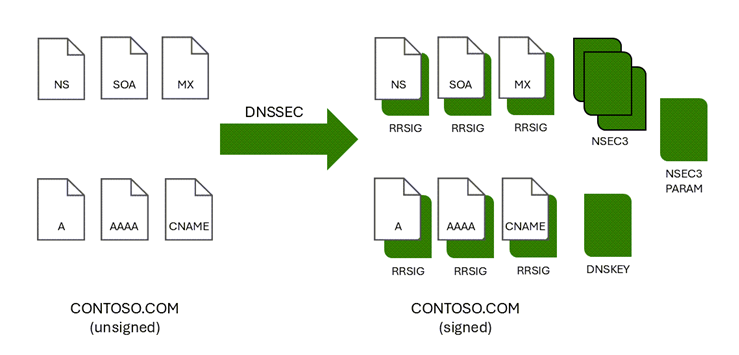 NS SOA MX
DNSSEC
NS SOA MX
RRSIG RRSIG RRSIG
NSEC3
NSEC3
PARAM
A AAAA CNAME
A AAAA CNAME
RRSIG RRSIG RRSIG
DNSKEY
CONTOSO.COM
(unsigned)
CONTOSO.COM
(signed)